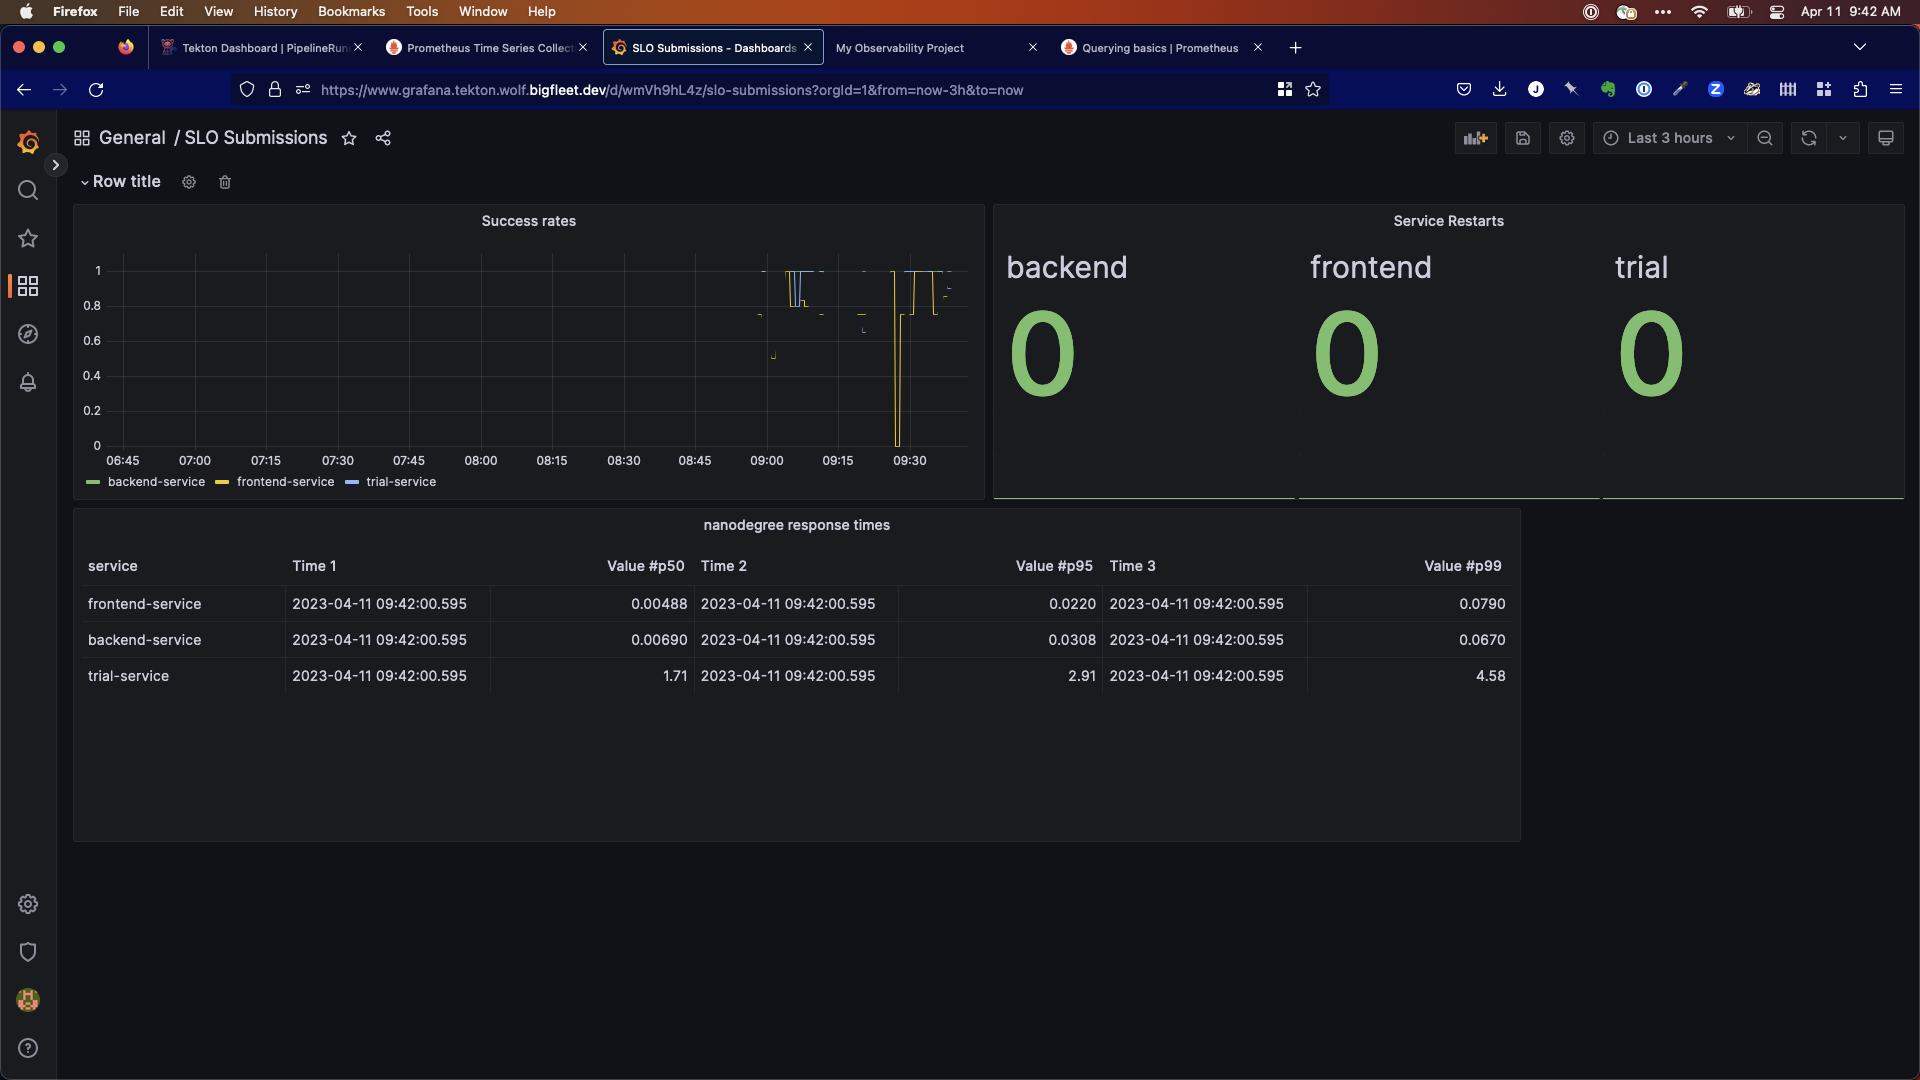 Firefox File Edit View History Bookmarks Tools Window Help Apr 11 9:42 AM
Tekton Dashboard | PipelineRun Prometheus Time Series Collect SLO Submissions - Dashboards My Observability Project Querying basics | Prometheus
https://www.grafana.tekton.wolf.bigfleet.dev/d/wmVh9hL4z/slo-submissions?orgId=1&from=now-3h&to=now
General / SLO Submissions Last 3 hours
Row title
Success rates
1
0.8
0.6
0.4
0.2
0
06:45 07:00 07:15 07:30 07:45 08:00 08:15 08:30 08:45 09:00 09:15 09:30
backend-service frontend-service trial-service
Service Restarts
backend frontend trial
0 0 0
nanodegree response times
service Time 1 Value #p50 Time 2 Value #p95 Time 3 Value #p99
frontend-service 2023-04-11 09:42:00.595 0.00488 2023-04-11 09:42:00.595 0.0220 2023-04-11 09:42:00.595 0.0790
backend-service 2023-04-11 09:42:00.595 0.00690 2023-04-11 09:42:00.595 0.0308 2023-04-11 09:42:00.595 0.0670
trial-service 2023-04-11 09:42:00.595 1.71 2023-04-11 09:42:00.595 2.91 2023-04-11 09:42:00.595 4.58